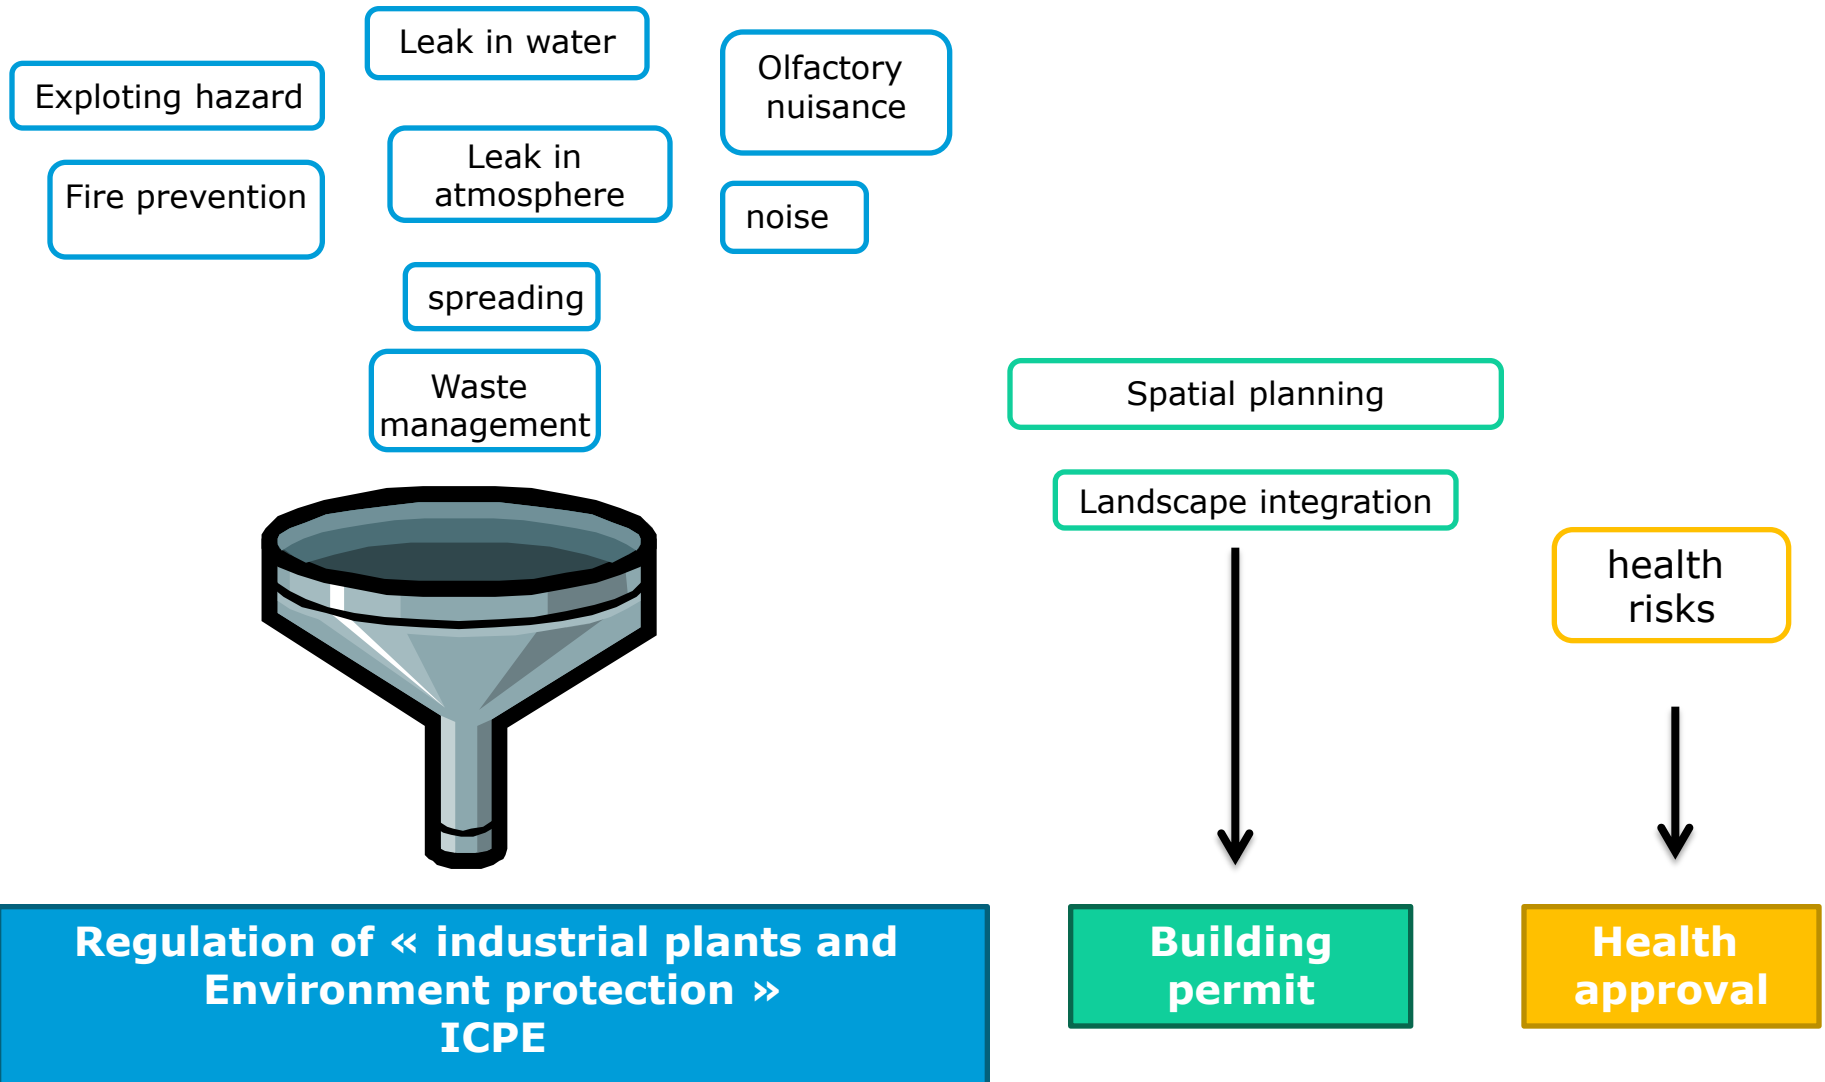 Leak in water
Olfactory
nuisance
Exploting hazard
Leak in
atmosphere
Fire prevention
noise
spreading
Waste
management
Spatial planning
Landscape integration
health
risks
Regulation of « industrial plants and
Environment protection »
ICPE
Building
permit
Health
approval